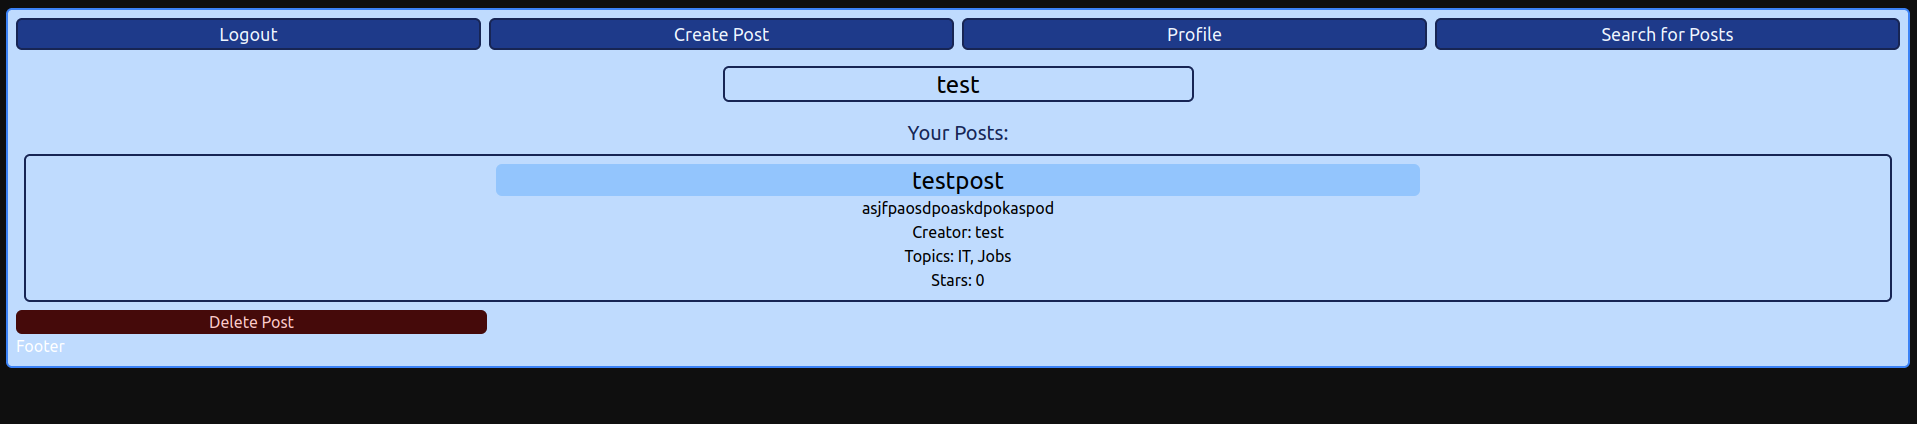 Logout Create Post Profile Search for Posts
test
Your Posts:
testpost
asjfpaosdpoaskdpokaspod
Creator: test
Topics: IT, Jobs
Stars: 0
Delete Post
Footer